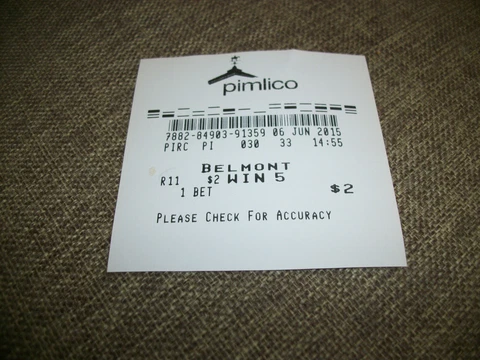 pimlico
7882-84903-91359 06 JUN 2015
PIRC PI 030 33 14:55
BELMONT
R11 $2 WIN 5
1 BET $2
PLEASE CHECK FOR ACCURACY